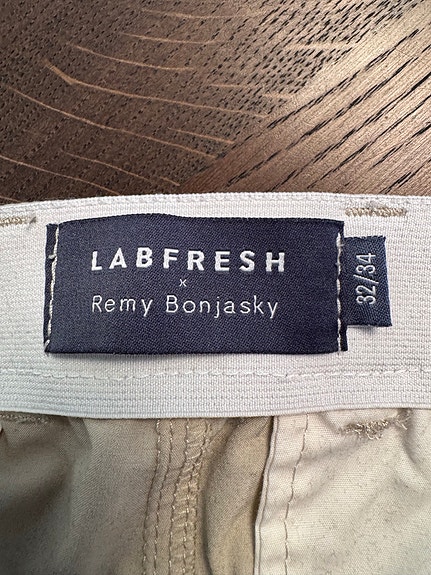 LABFRESH
x
Remy Bonjasky
32/34